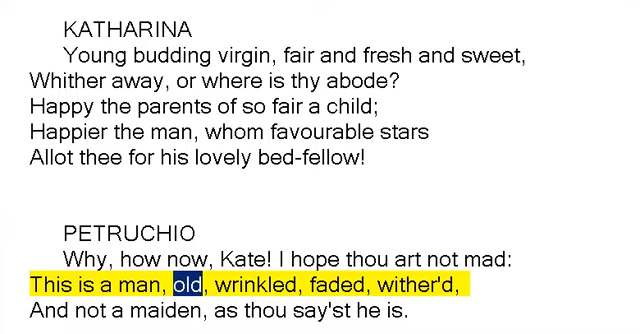 KATHARINA
Young budding virgin, fair and fresh and sweet,
Whither away, or where is thy abode?
Happy the parents of so fair a child;
Happier the man, whom favourable stars
Allot thee for his lovely bed-fellow!
PETRUCHIO
Why, how now, Kate! I hope thou art not mad:
This is a man, old, wrinkled, faded, wither'd,
And not a maiden, as thou say'st he is.